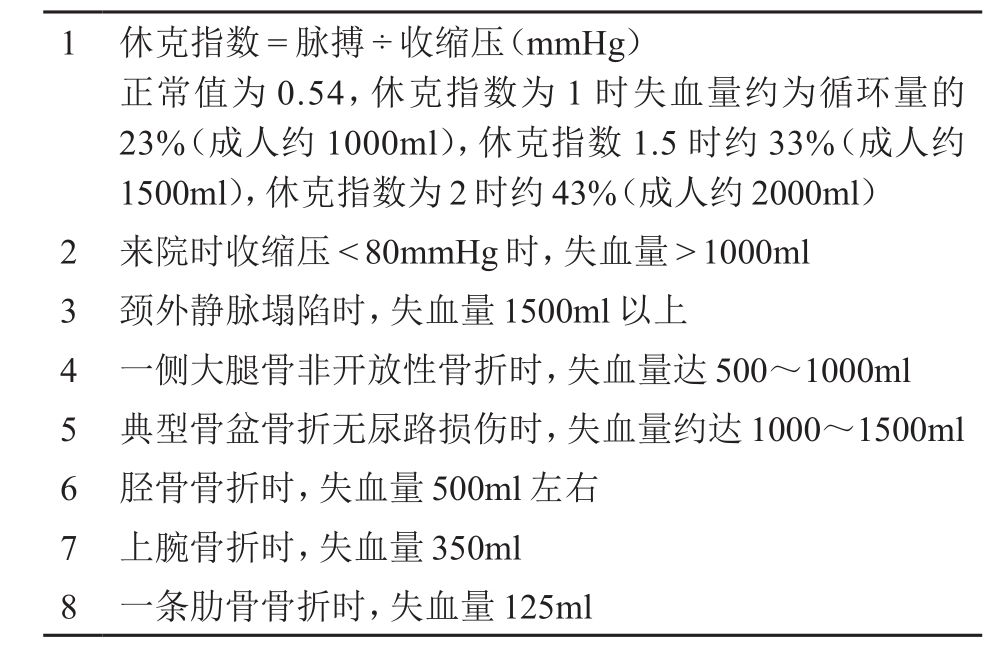 1 休克指数=脉搏÷收缩压(mmHg)
正常值为 0.54,休克指数为 1 时失血量约为循环量的
23%(成人约 1000ml),休克指数 1.5 时约 33%(成人约
1500ml),休克指数为 2 时约 43%(成人约 2000ml)
2 来院时收缩压<80mmHg 时,失血量>1000ml
3 颈外静脉塌陷时,失血量 1500ml 以上
4 一侧大腿骨非开放性骨折时,失血量达 500～1000ml
5 典型骨盆骨折无尿路损伤时,失血量约达 1000～1500ml
6 胫骨骨折时,失血量 500ml 左右
7 上腕骨折时,失血量 350ml
8 一条肋骨骨折时,失血量 125ml